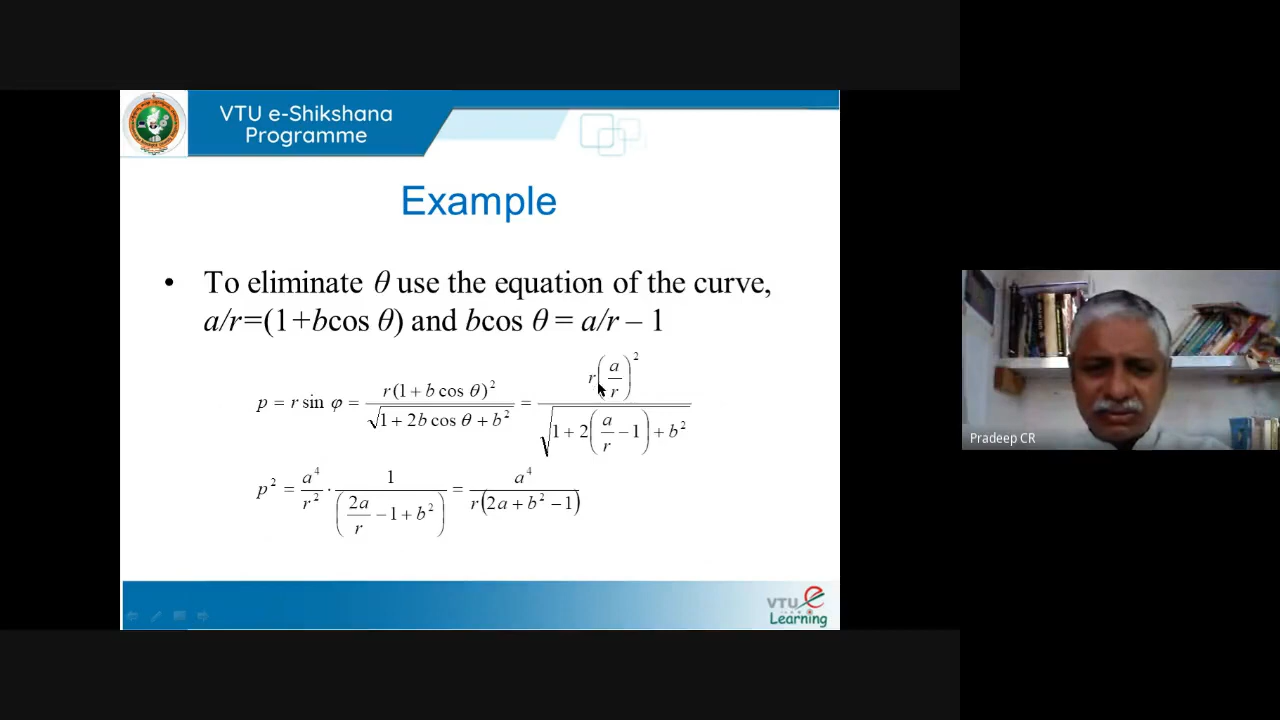 VTU e-Shikshana
Programme
Example
• To eliminate θ use the equation of the curve,
a/r=(1+bcos θ) and bcos θ = a/r – 1
p = r sin φ = r(1 + b cos θ)² / √(1 + 2b cos θ + b²) = r(a/r)² / √(1 + 2(a/r − 1) + b²)
p² = a⁴/r² · 1/(2a/r − 1 + b²) = a⁴/r(2a + b² − 1)
Pradeep CR
VTU e
Learning